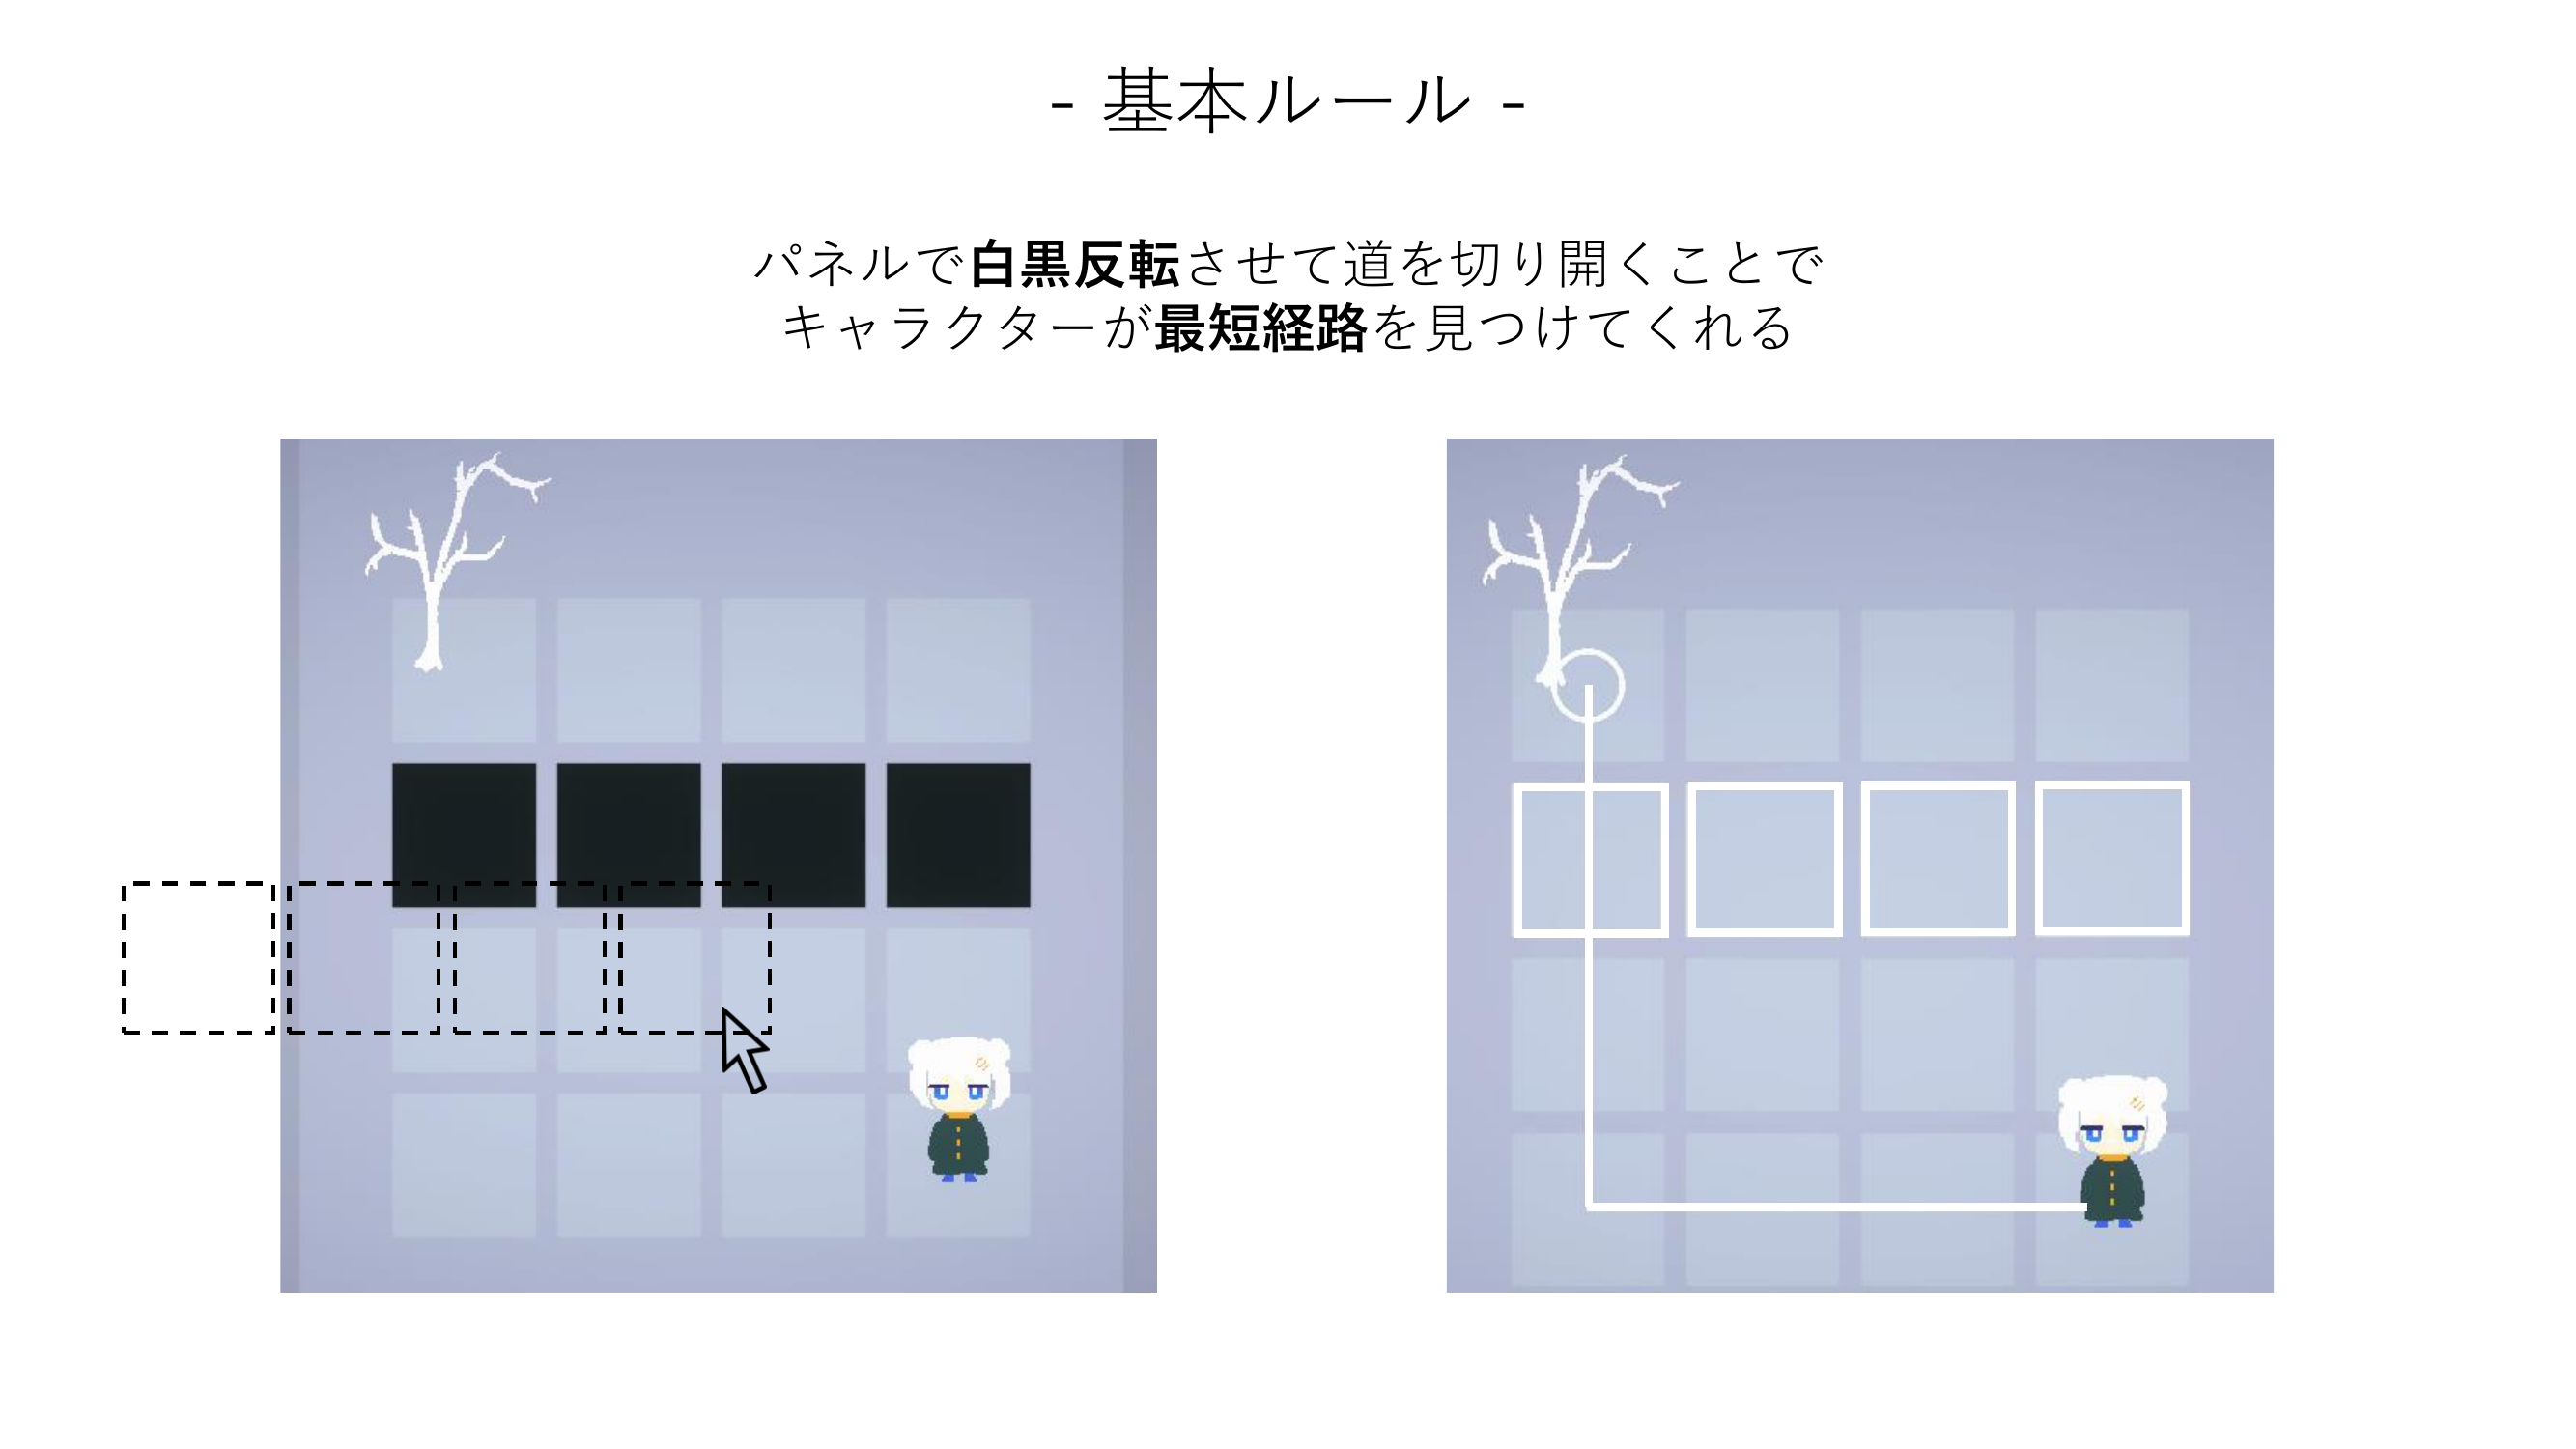 - 基本ルール -
パネルで白黒反転させて道を切り開くことで
キャラクターが最短経路を見つけてくれる